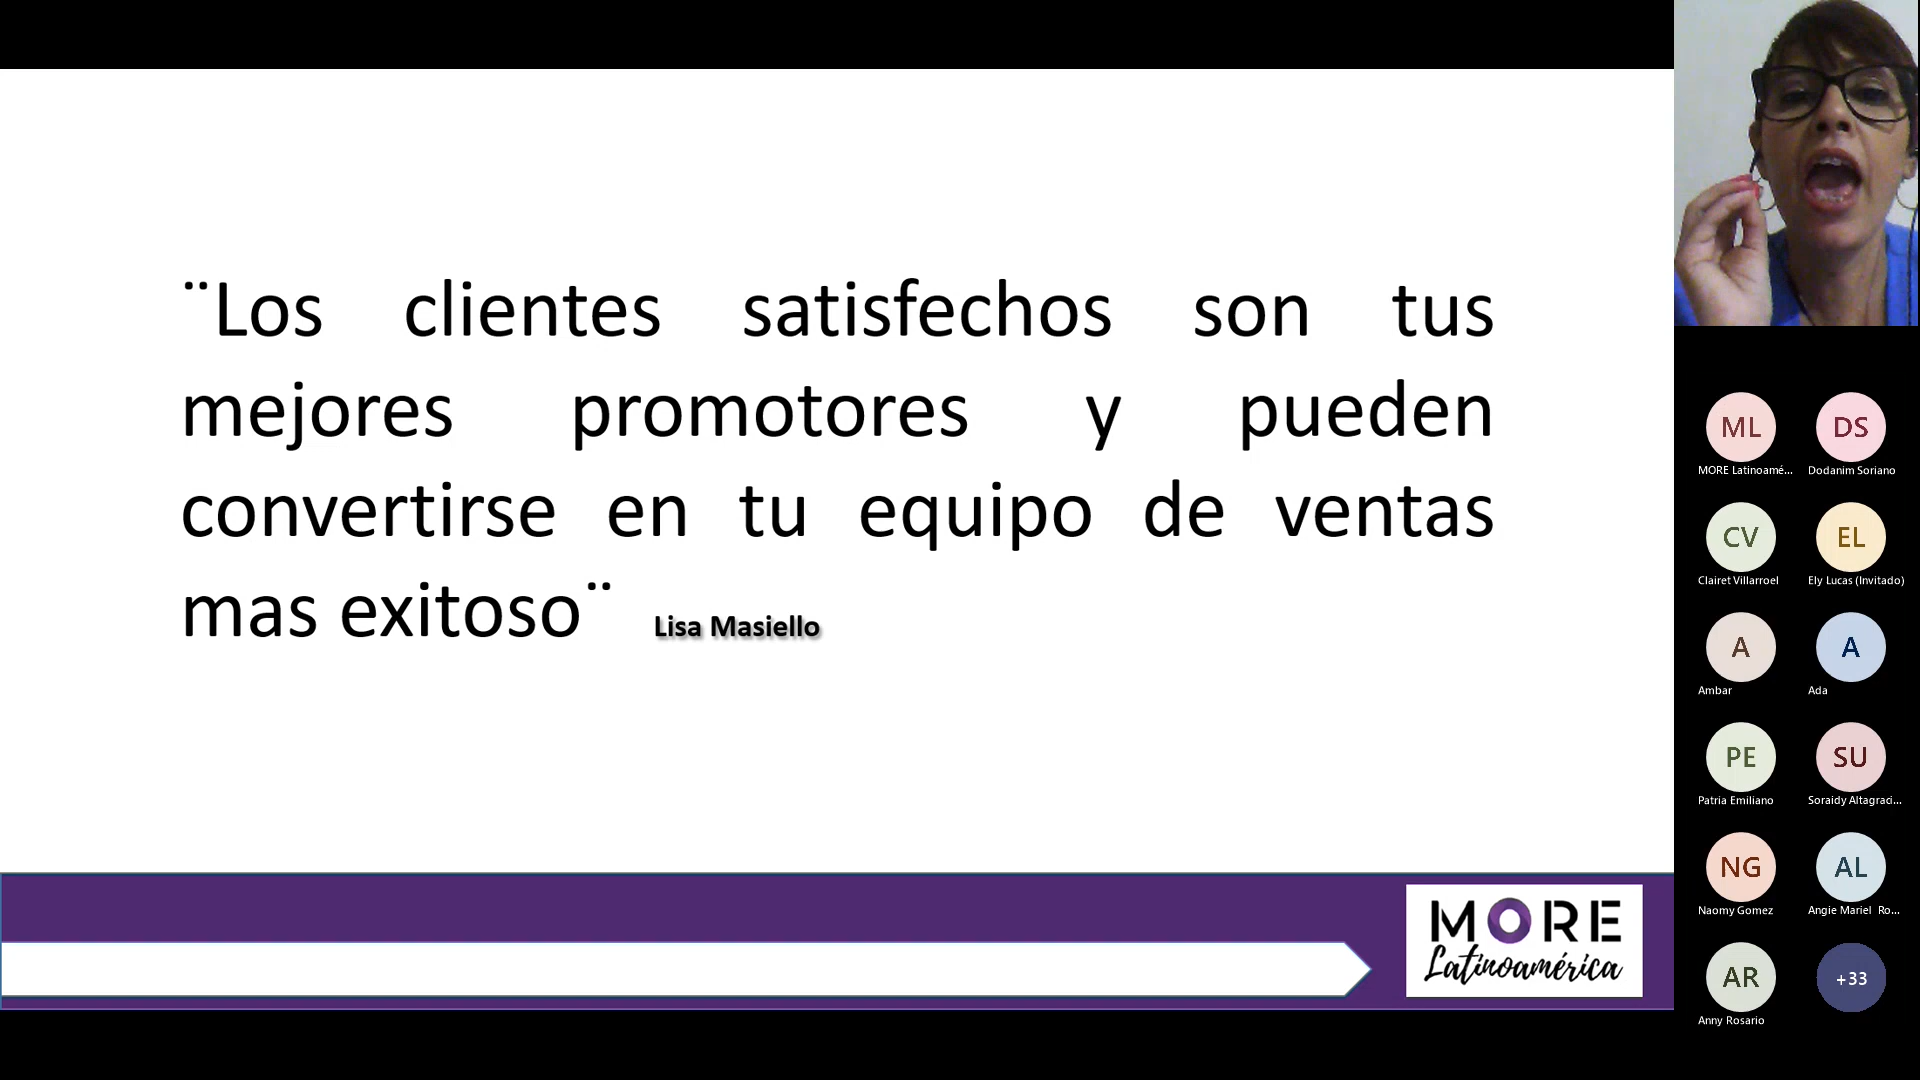 ¨Los clientes satisfechos son tus
mejores promotores y pueden
convertirse en tu equipo de ventas
mas exitoso¨ Lisa Masiello
MORE
Latinoamérica
ML DS
MORE Latinoamé... Dodanim Soriano
CV EL
Clairet Villarroel Ely Lucas (Invitado)
A A
Ambar Ada
PE SU
Patria Emiliano Soraidy Altagraci...
NG AL
Naomy Gomez Angie Mariel Ro...
AR +33
Anny Rosario